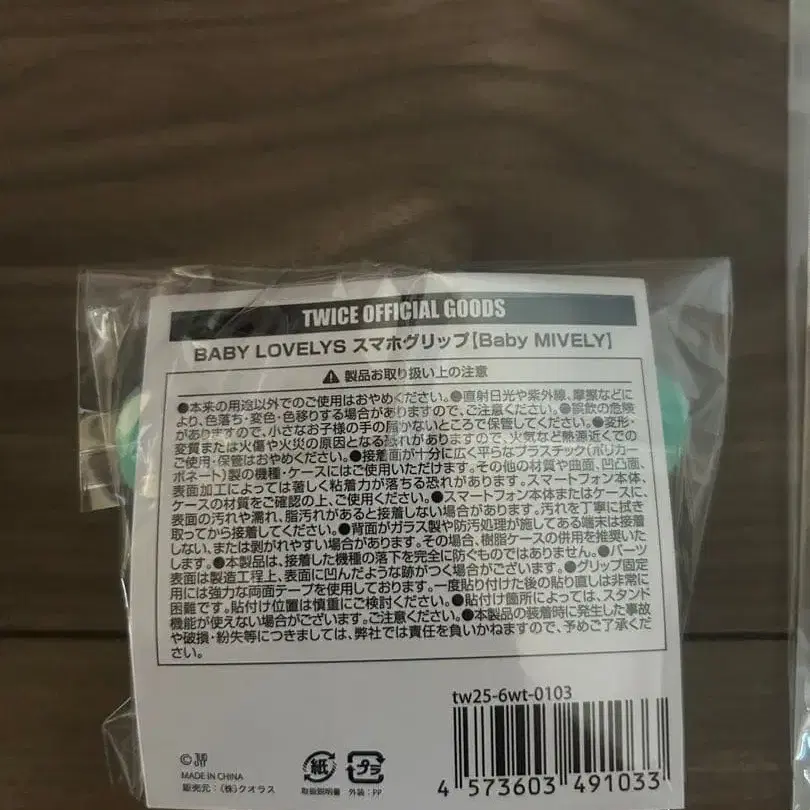 TWICE OFFICIAL GOODS
BABY LOVELYS スマホグリップ[Baby MIVELY]
⚠ 製品お取り扱い上の注意
●本来の用途以外でのご使用はおやめください。●直射日光や紫外線、摩擦などに
より、色落ち・変色・色移りする場合がありますので、ご注意ください。●誤飲の危険
がありますので、小さなお子様の手の届かないところで保管してください。●変形・
変質または火傷や火災の原因となる恐れがありますので、火気など熱源近くでの
ご使用・保管はおやめください。●接着面が十分に広く平らなプラスチック(ポリカー
ボネート)製の機種・ケースにはご使用いただけます。その他の材質や曲面、凹凸面、
表面加工によっては著しく粘着力が落ちる恐れがあります。スマートフォン本体、
ケースの材質をご確認の上、ご使用ください。●スマートフォン本体またはケースに、
表面の汚れや濡れ、脂汚れがあると接着しない場合があります。汚れを丁寧に拭き
取ってから接着してください。●背面がガラス製や防汚処理が施してある端末は接着
しない、または剝がれやすい場合があります。その場合、樹脂ケースの併用を推奨いた
します。●本製品は、接着した機種の落下を完全に防ぐものではありません。●パーツ
表面は製造工程上、表面に凹んだような跡がつく場合がございます。●グリップ固定
用には強力な両面テープを使用しております。一度貼り付けた後の貼り直しは非常に
困難です。貼付け位置は慎重にご検討ください。●貼付け箇所によっては、スタンド
機能が使えない場合がございます。ご注意ください。●本製品の装着時に発生した事故
や破損・紛失等につきましては、弊社では責任を負いかねますので、予めご了承くだ
さい。
tw25-6wt-0103
©
MADE IN CHINA
販売元:(株)クオラス
紙
取扱説明書
プラ
外装:PP
4 573603 491033